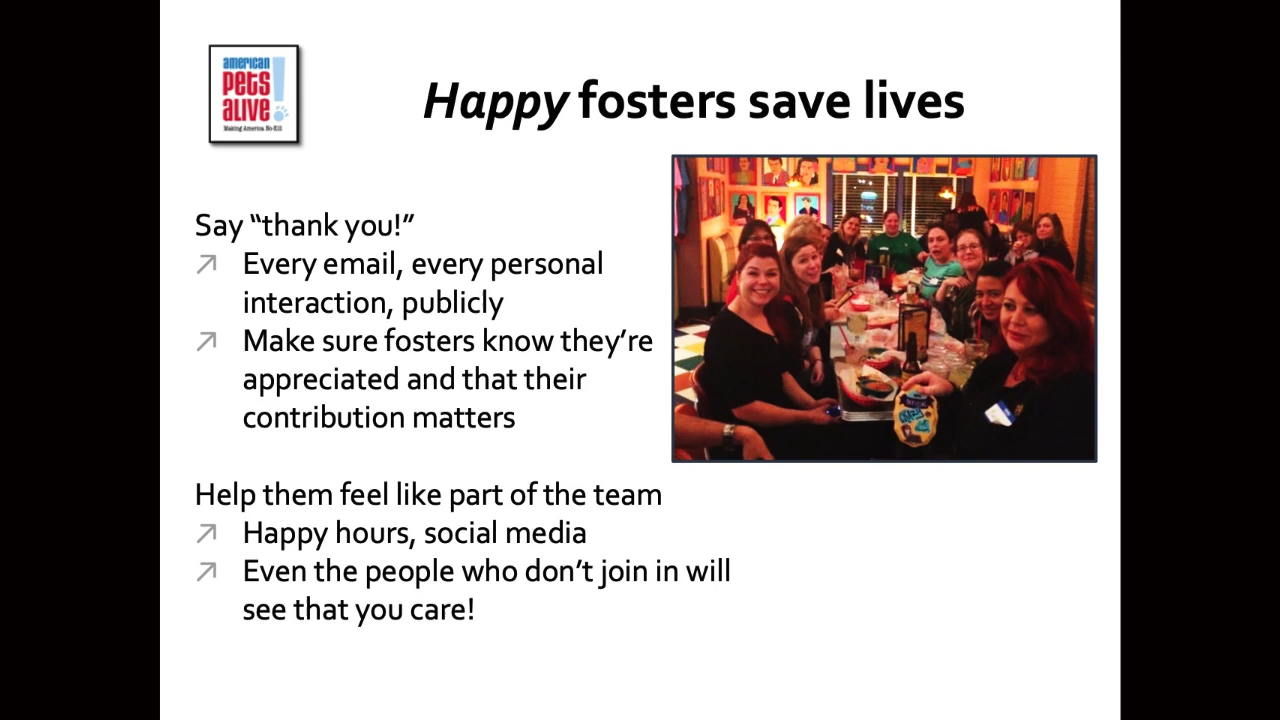 american
PETS
ALIVE!
Making America No-Kill
Happy fosters save lives
Say “thank you!”
Every email, every personal
interaction, publicly
Make sure fosters know they’re
appreciated and that their
contribution matters
Help them feel like part of the team
Happy hours, social media
Even the people who don’t join in will
see that you care!